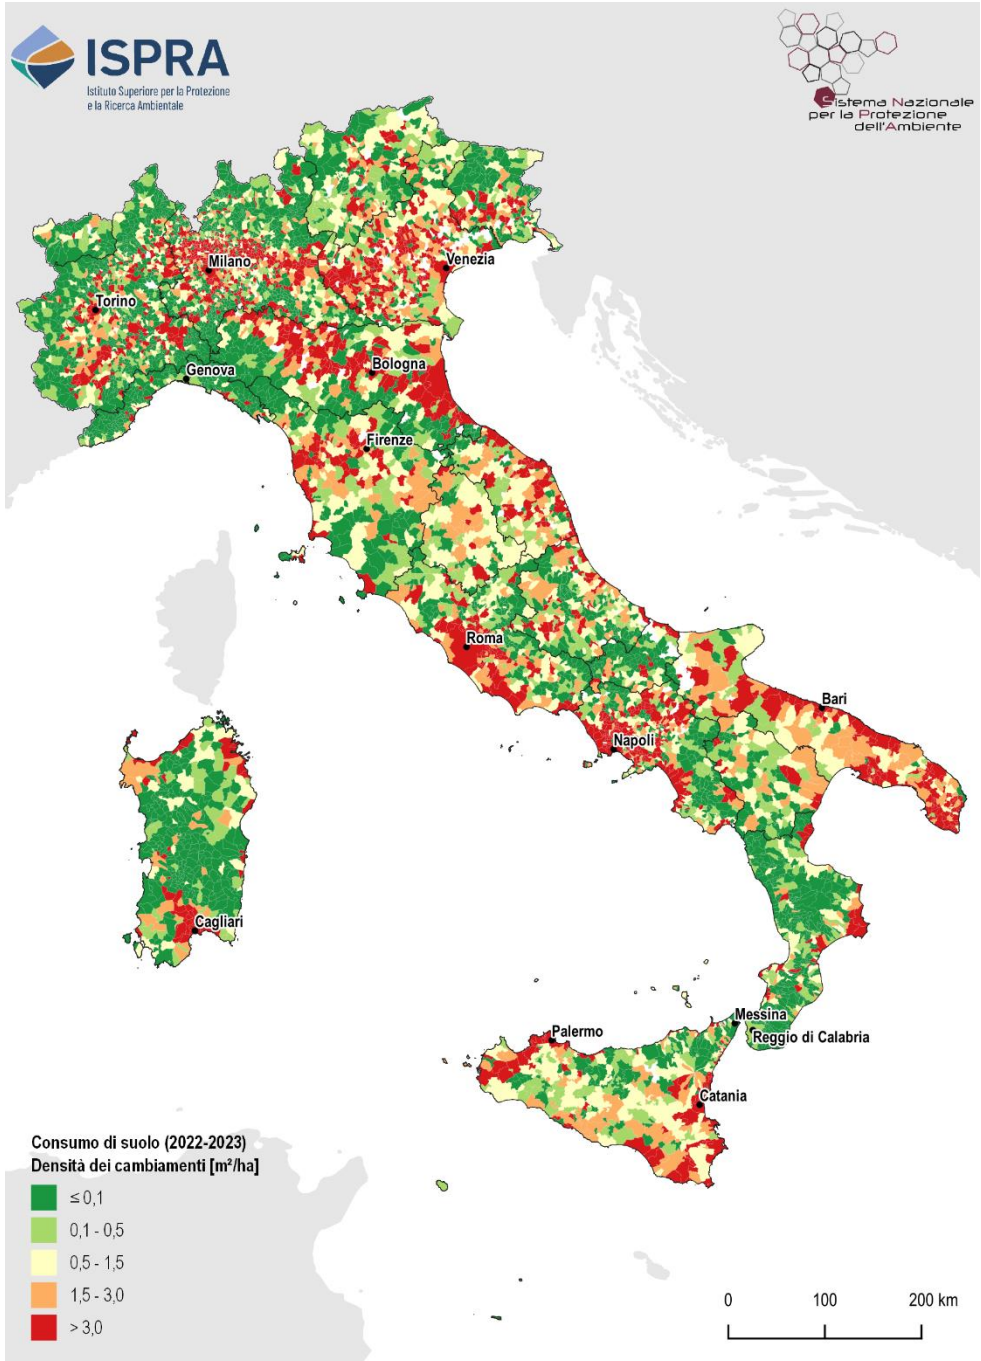 ISPRA
Istituto Superiore per la Protezione
e la Ricerca Ambientale
Sistema Nazionale
per la Protezione
dell'Ambiente
Milano
Venezia
Torino
Bologna
Genova
Firenze
Roma
Bari
Napoli
Cagliari
Messina
Palermo
Reggio di Calabria
Catania
Consumo di suolo (2022-2023)
Densità dei cambiamenti [m²/ha]
≤ 0,1
0,1 - 0,5
0,5 - 1,5
1,5 - 3,0
> 3,0
0 100 200 km